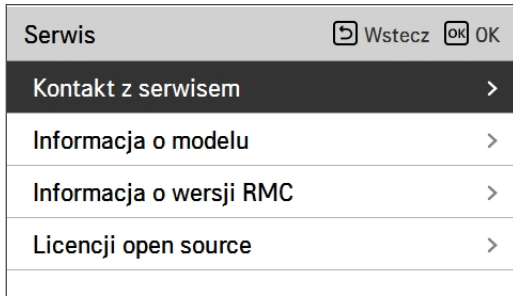 Serwis Wstecz OK OK
Kontakt z serwisem >
Informacja o modelu >
Informacja o wersji RMC >
Licencji open source >